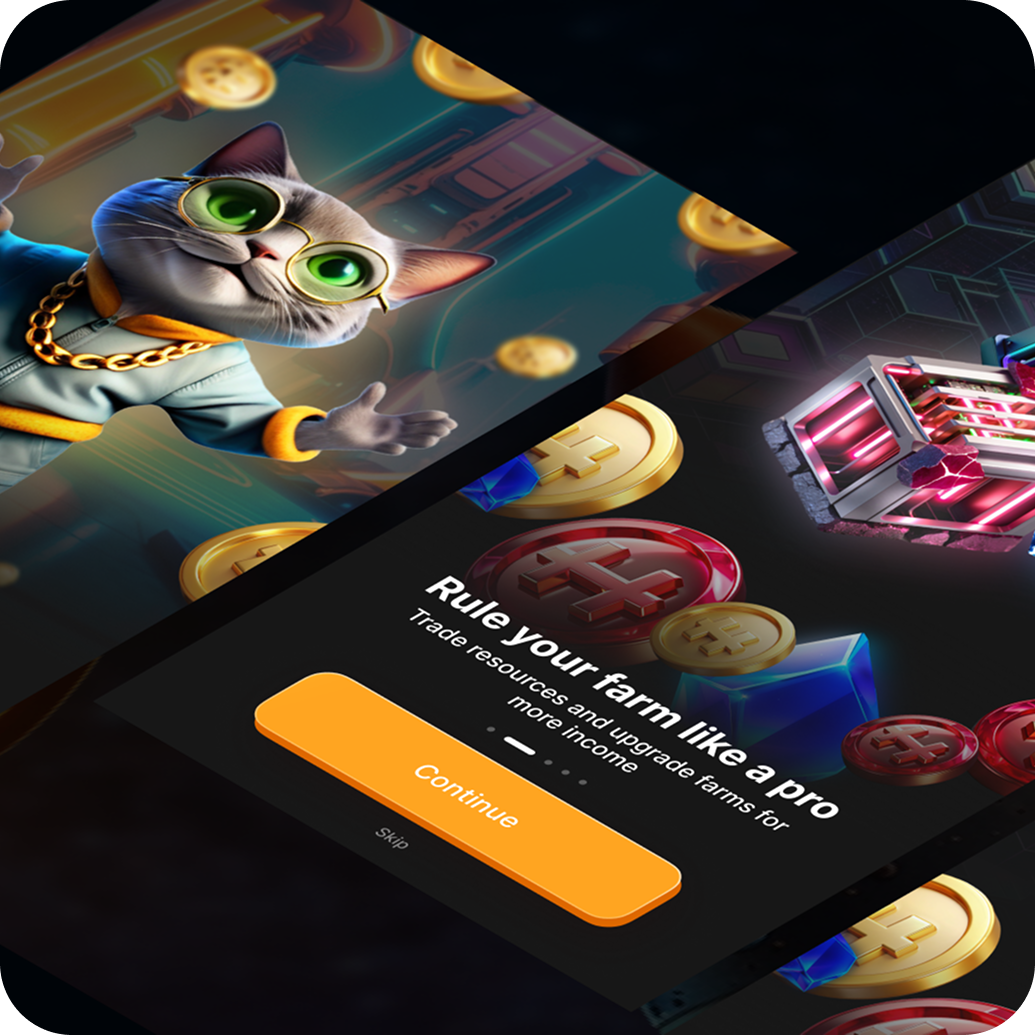 Rule your farm like a pro
Trade resources and upgrade farms for
more income
Continue
Skip